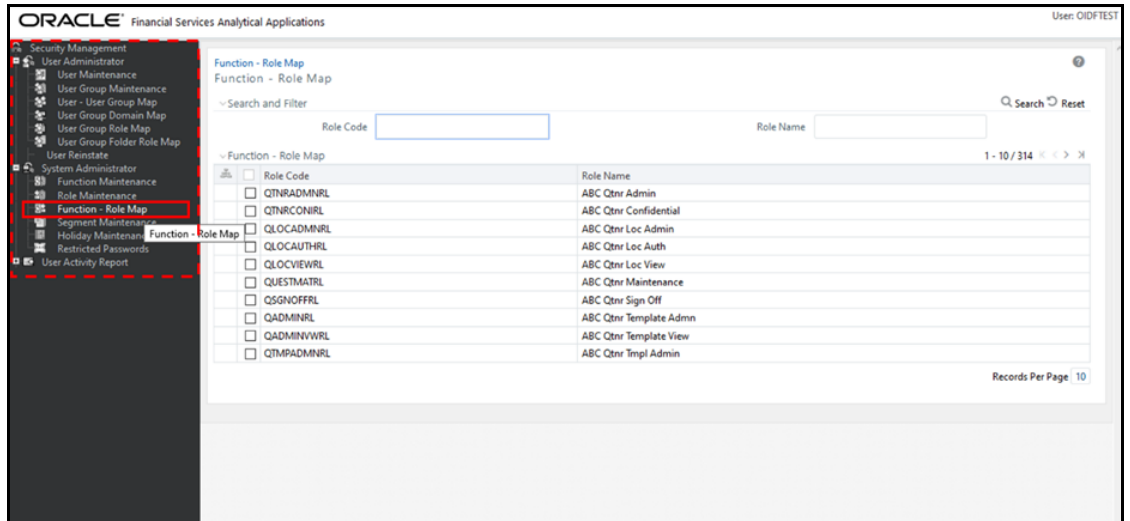 ORACLE® Financial Services Analytical Applications
User: OIDFTEST
Security Management
User Administrator
User Maintenance
User Group Maintenance
User - User Group Map
User Group Domain Map
User Group Role Map
User Group Folder Role Map
User Reinstate
System Administrator
Function Maintenance
Role Maintenance
Function - Role Map
Segment Maintenance
Holiday Maintenan
Function - Role Map
Restricted Passwords
User Activity Report
Function - Role Map
Function - Role Map
Search and Filter
Search Reset
Role Code Role Name
Function - Role Map
1 - 10 / 314
Role Code Role Name
QTNRADMNRL ABC Qtnr Admin
QTNRCONIRL ABC Qtnr Confidential
QLOCADMNRL ABC Qtnr Loc Admin
QLOCAUTHRL ABC Qtnr Loc Auth
QLOCVIEWRL ABC Qtnr Loc View
QUESTMATRL ABC Qtnr Maintenance
QSGNOFFRL ABC Qtnr Sign Off
QADMINRL ABC Qtnr Template Admn
QADMINVWRL ABC Qtnr Template View
QTMPADMNRL ABC Qtnr Tmpl Admin
Records Per Page 10